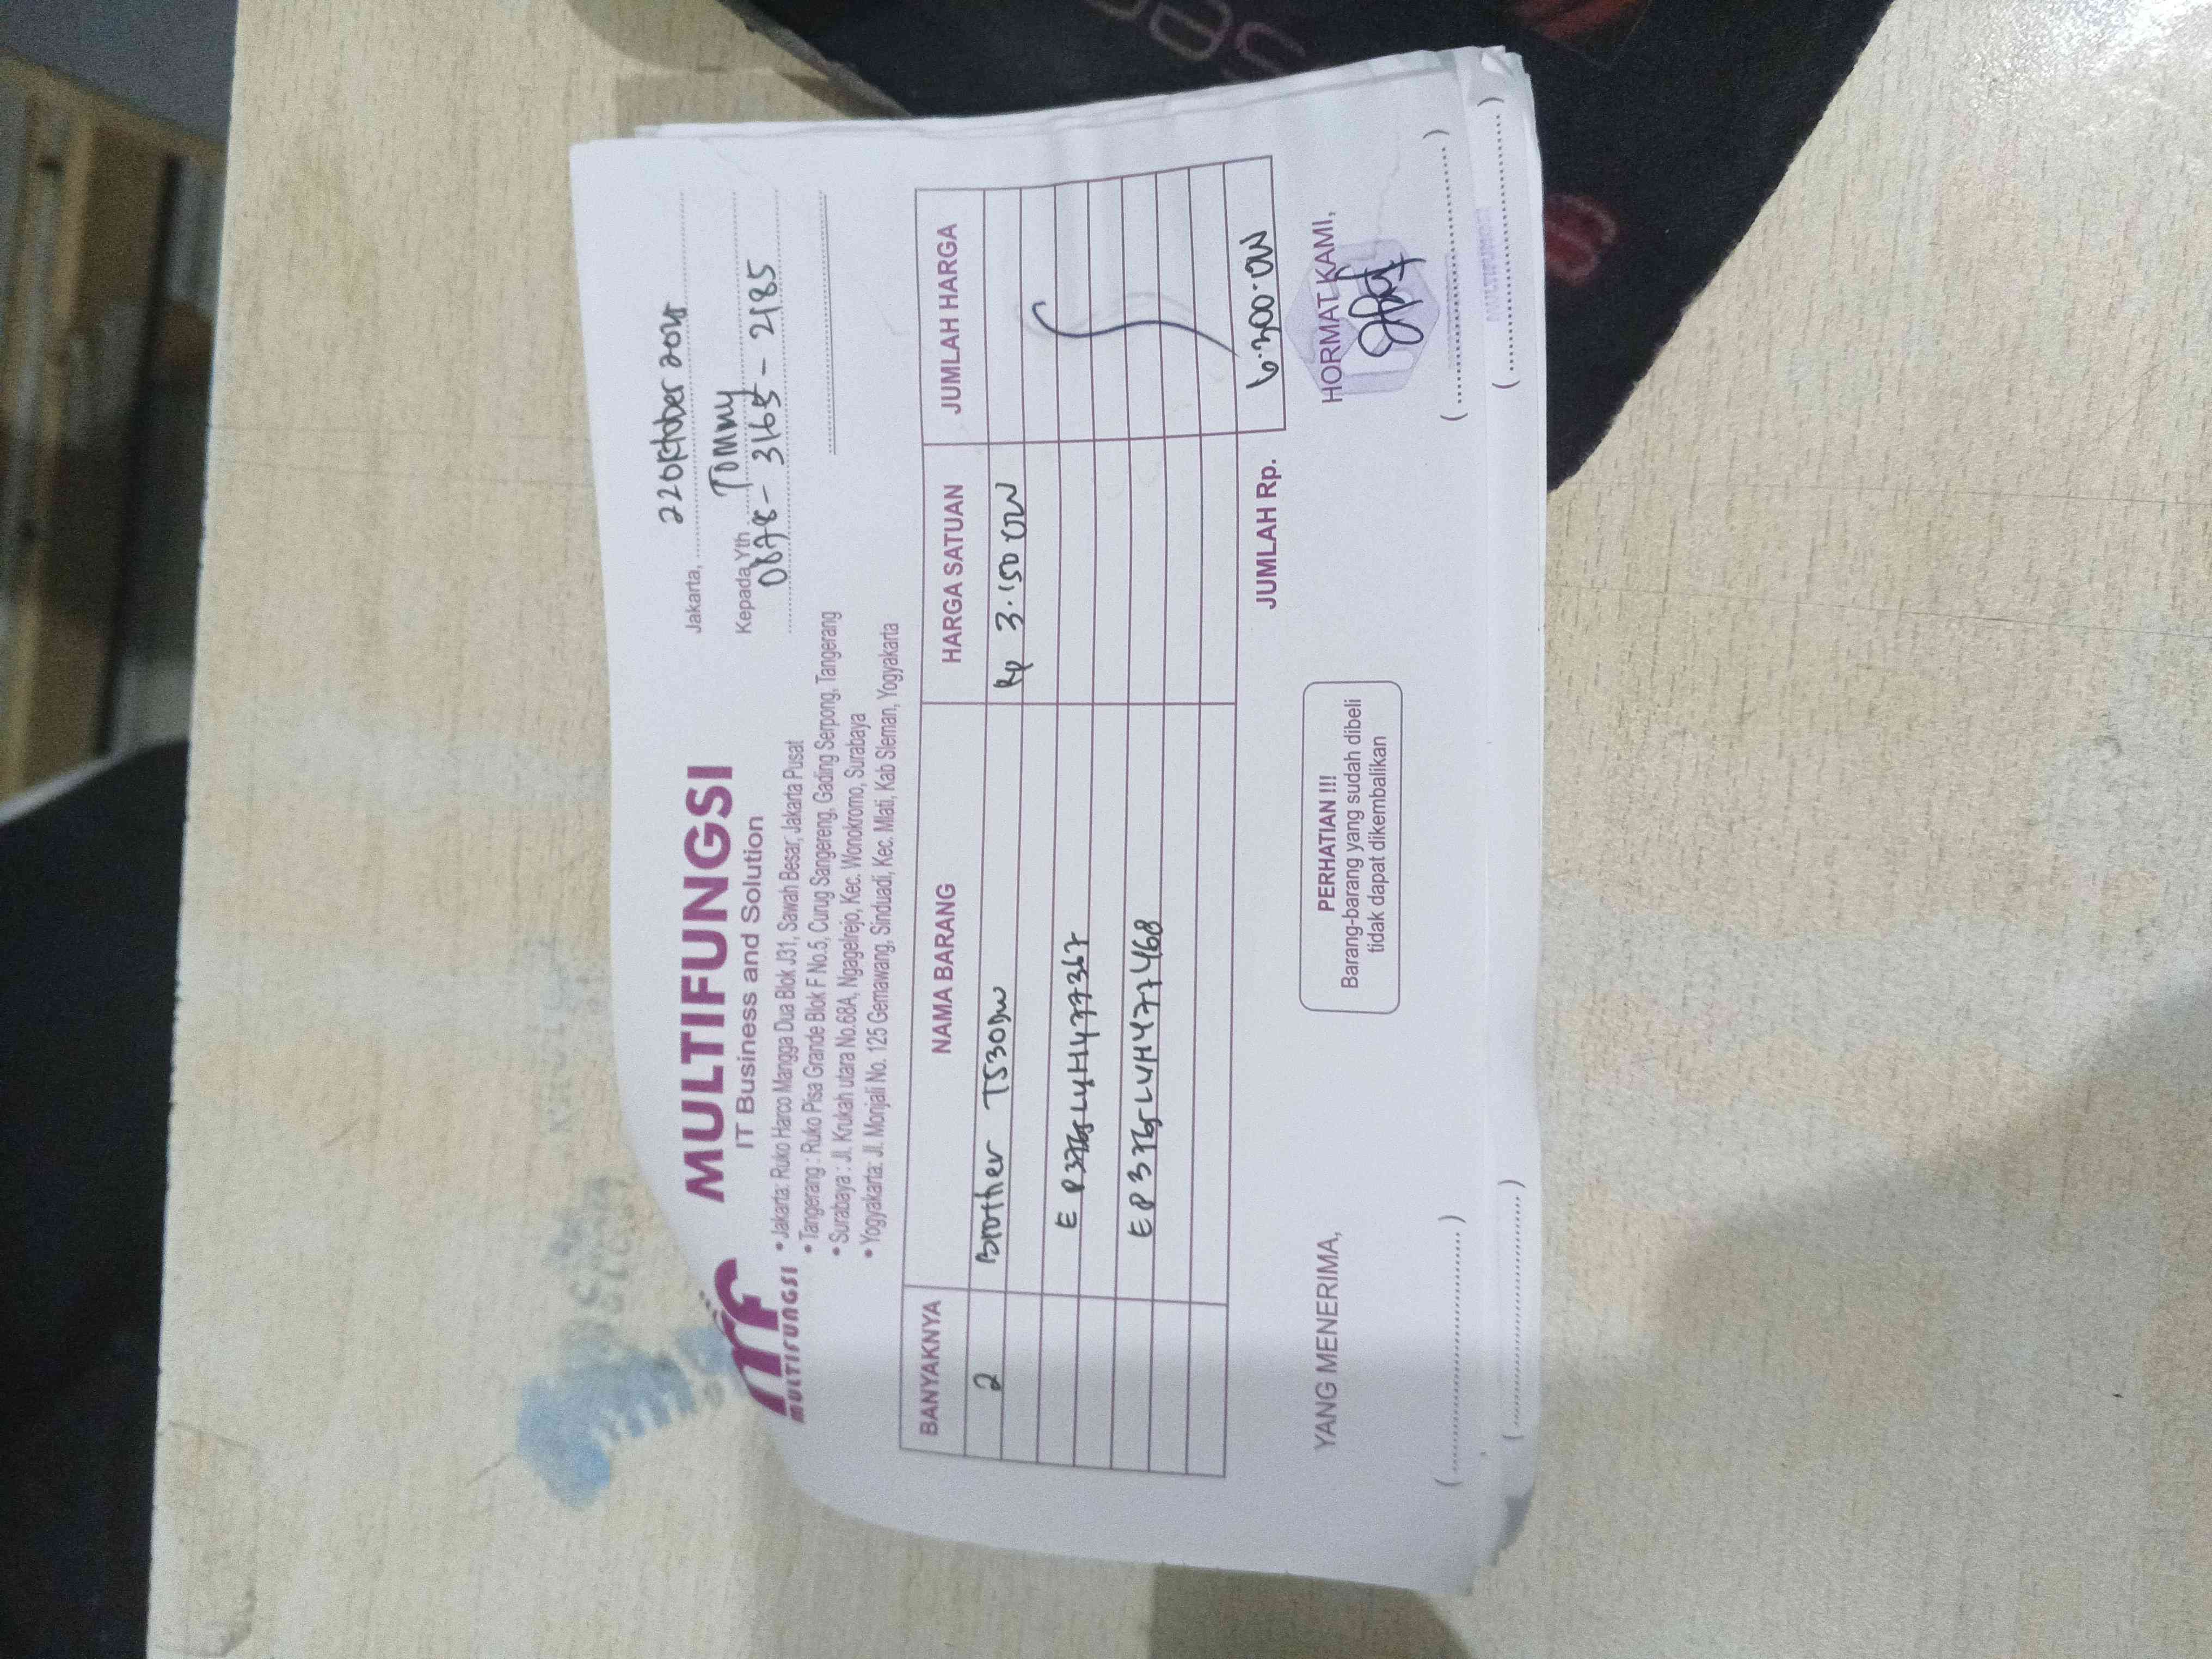 MULTIFUNGSI
MULTIFUNGSI
IT Business and Solution
• Jakarta: Ruko Harco Mangga Dua Blok J31, Sawah Besar, Jakarta Pusat
• Tangerang : Ruko Pisa Grande Blok F No.5, Curug Sangereng, Gading Serpong, Tangerang
• Surabaya : Jl. Krukah utara No.68A, Ngagelrejo, Kec. Wonokromo, Surabaya
• Yogyakarta: Jl. Monjali No. 125 Gemawang, Sinduadi, Kec. Mlati, Kab Sleman, Yogyakarta
Jakarta, 22 Oktober
Kepada Yth Tommy
0878-3165-2185
BANYAKNYA NAMA BARANG HARGA SATUAN JUMLAH HARGA
2 Brother Rp 3.150.000
JUMLAH Rp. 6.300.000
YANG MENERIMA,
PERHATIAN !!!
Barang-barang yang sudah dibeli
tidak dapat dikembalikan
HORMAT KAMI,